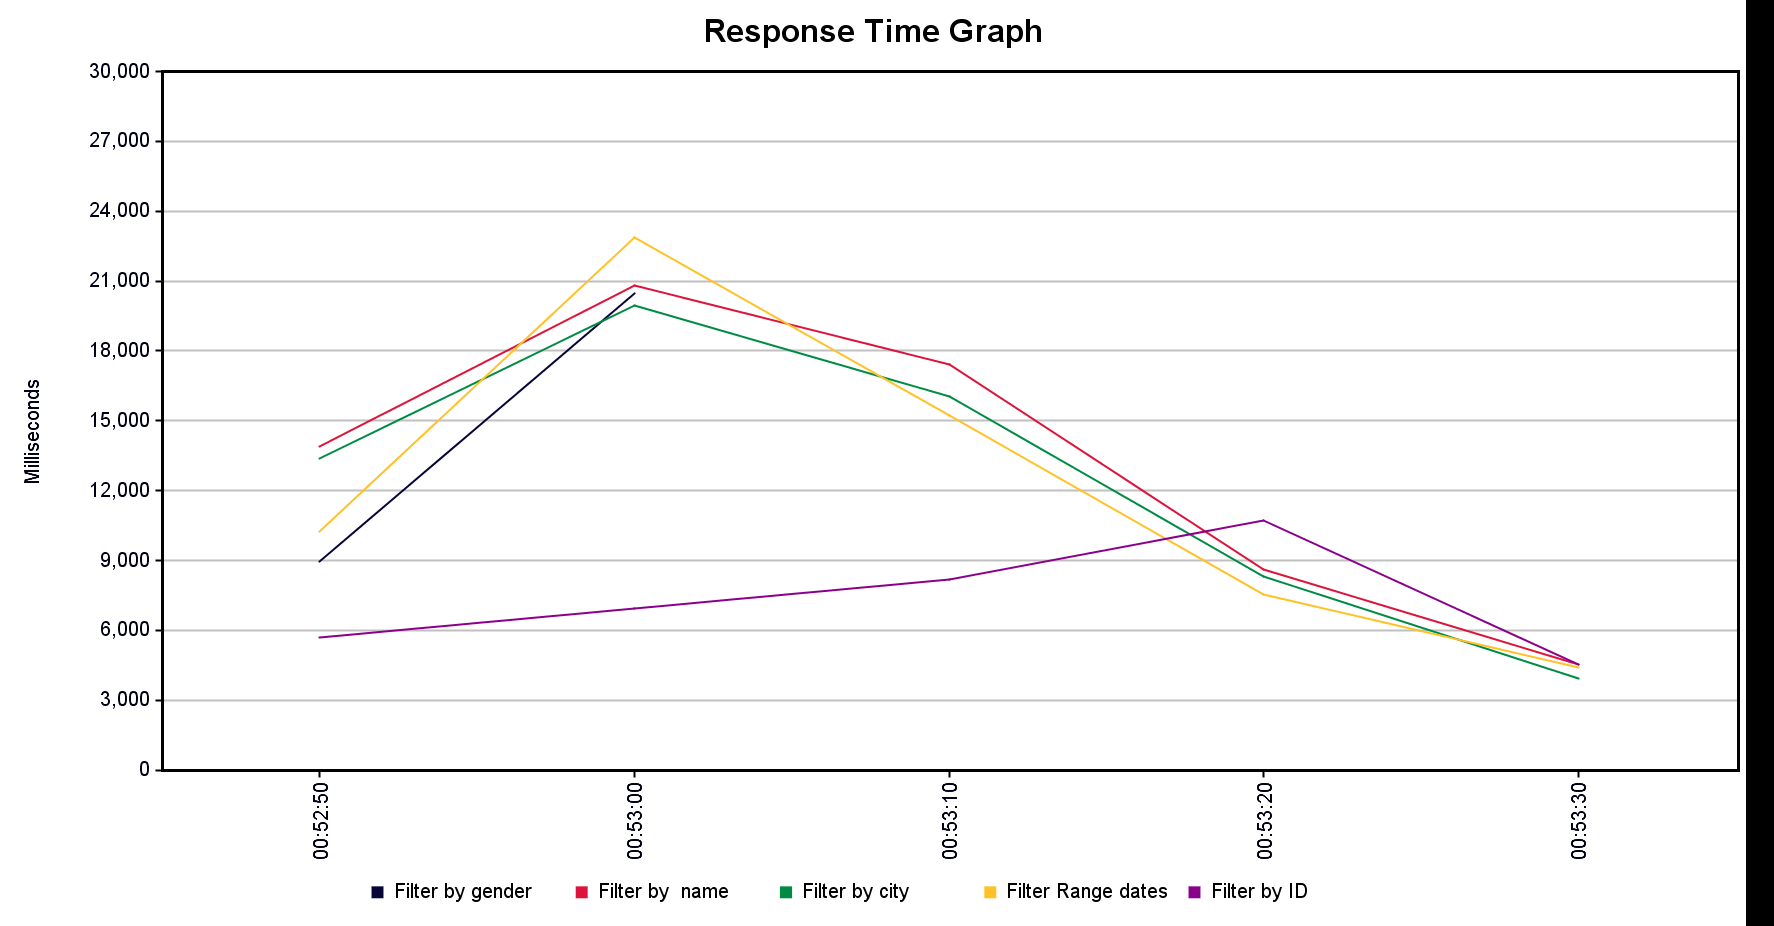 Response Time Graph
30,000
27,000
24,000
21,000
18,000
15,000
12,000
9,000
6,000
3,000
0
Milliseconds
00:52:50
00:53:00
00:53:10
00:53:20
00:53:30
Filter by gender
Filter by  name
Filter by city
Filter Range dates
Filter by ID